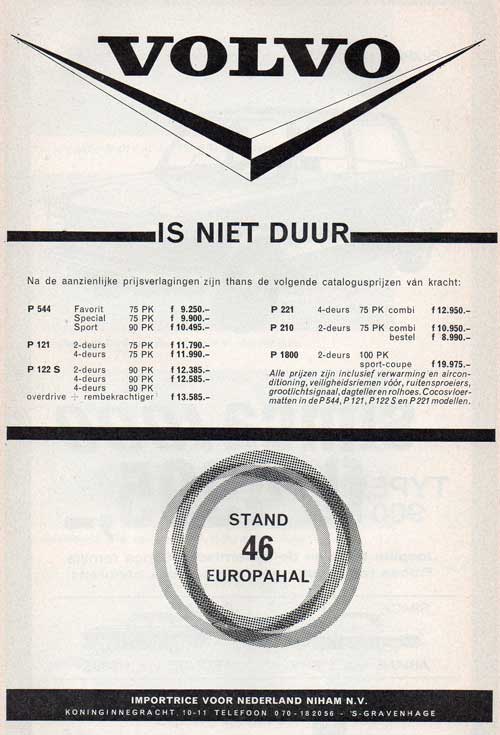 VOLVO
IS NIET DUUR
Na de aanzienlijke prijsverlagingen zijn thans de volgende catalogusprijzen van kracht:
P 544 Favorit 75 PK f 9.250.-
Special 75 PK f 9.900.-
Sport 90 PK f 10.495.-
P 121 2-deurs 75 PK f 11.790.-
4-deurs 75 PK f 11.990.-
P 122 S 2-deurs 90 PK f 12.385.-
4-deurs 90 PK f 12.585.-
4-deurs 90 PK
overdrive + rembekrachtiger f 13.585.-
P 221 4-deurs 75 PK combi f 12.950.-
P 210 2-deurs 75 PK combi f 10.950.-
bestel f 8.990.-
P 1800 2-deurs 100 PK
sport-coupe f 19.975.-
Alle prijzen zijn inclusief verwarming en aircon-
ditioning, veiligheidsriemen vóór, ruitensproeiers,
grootlichtsignaal, dagteller en rolhoes. Cocosvloer-
matten in de P 544, P 121, P 122 S en P 221 modellen.
STAND
46
EUROPAHAL
IMPORTRICE VOOR NEDERLAND NIHAM N.V.
KONINGINNEGRACHT 10-11 TELEFOON 070-182056 - 'S-GRAVENHAGE